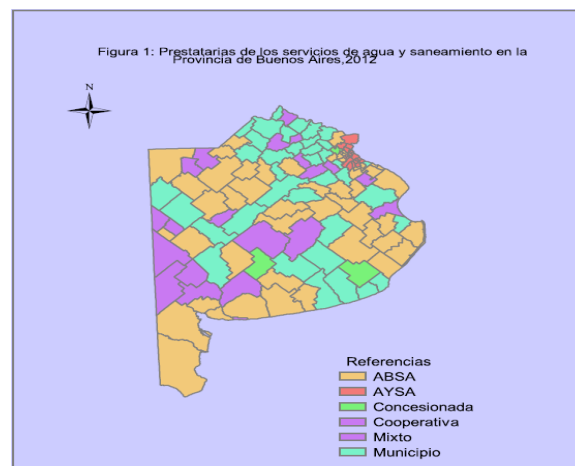 Figura 1: Prestatarias de los servicios de agua y saneamiento en la
Provincia de Buenos Aires,2012
N
Referencias
ABSA
AYSA
Concesionada
Cooperativa
Mixto
Municipio